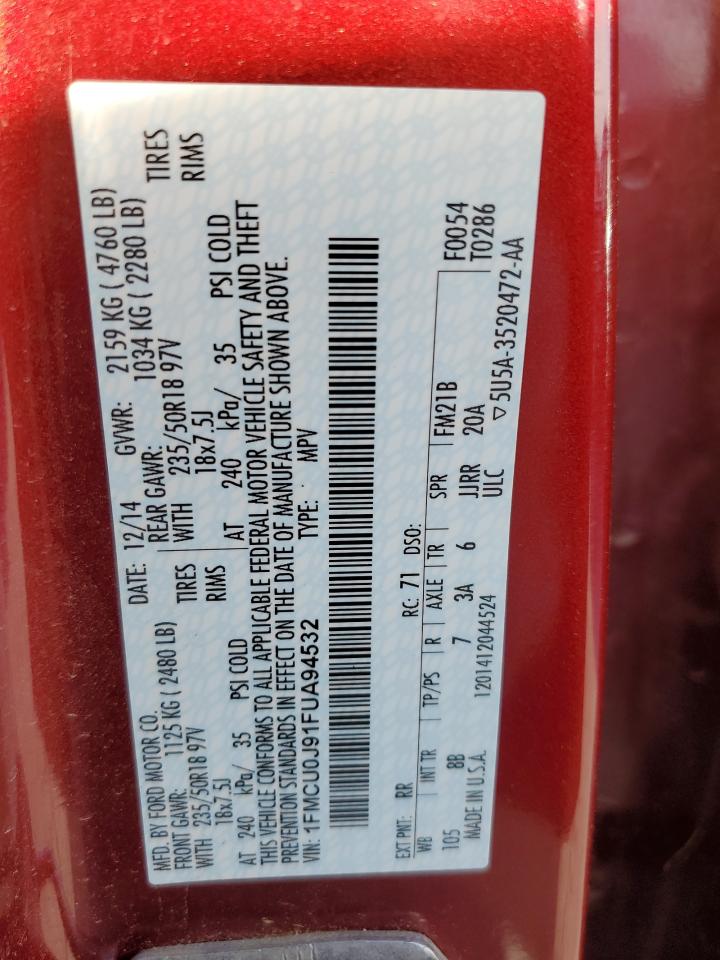 MFD. BY FORD MOTOR CO.
DATE: 12/14 GVWR: 2159 KG ( 4760 LB)
FRONT GAWR: 1125 KG ( 2480 LB)
REAR GAWR: 1034 KG ( 2280 LB)
WITH 235/50R18 97V TIRES
WITH 235/50R18 97V TIRES
18x7.5J RIMS
18x7.5J RIMS
AT 240 kPa/ 35 PSI COLD
AT 240 kPa/ 35 PSI COLD
THIS VEHICLE CONFORMS TO ALL APPLICABLE FEDERAL MOTOR VEHICLE SAFETY AND THEFT
PREVENTION STANDARDS IN EFFECT ON THE DATE OF MANUFACTURE SHOWN ABOVE.
VIN: 1FMCU0J91FUA94532 TYPE: MPV
EXT PNT: RR RC: 71 DSO: F0054
WB INT TR TP/PS R AXLE TR SPR FM21B T0286
105 8B 7 3A 6 JJRR 20A
MADE IN U.S.A. 1201412044524 ULC ▽5U5A-3520472-AA